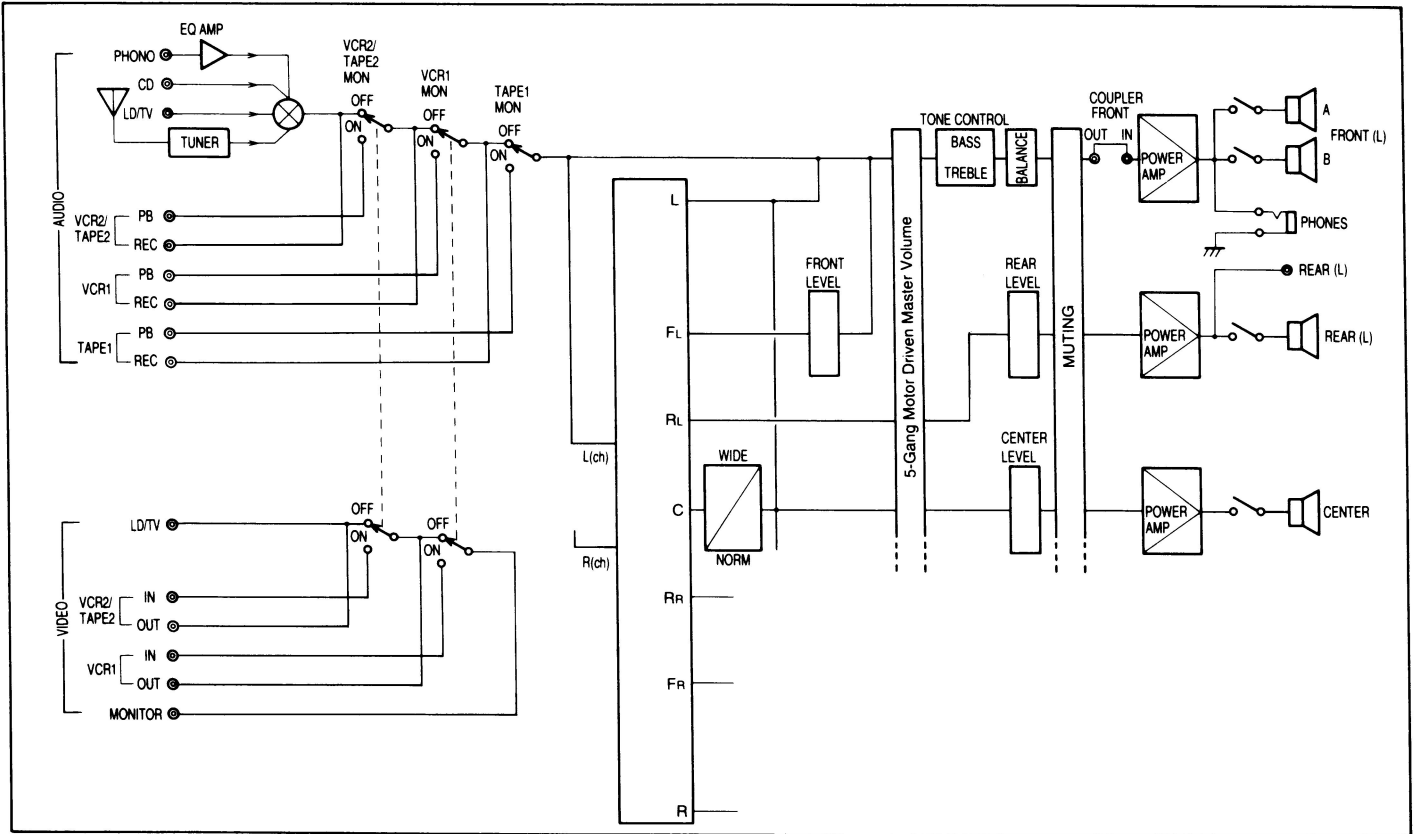 EQ AMP
PHONO
CD
LD/TV
TUNER
VCR2/
TAPE2
MON
OFF
ON
VCR1
MON
OFF
ON
TAPE1
MON
OFF
ON
AUDIO
VCR2/
TAPE2
PB
REC
VCR1
PB
REC
TAPE1
PB
REC
VIDEO
LD/TV
OFF
ON
OFF
ON
VCR2/
TAPE2
IN
OUT
VCR1
IN
OUT
MONITOR
L(ch)
R(ch)
L
FL
RL
C
RR
FR
R
WIDE
NORM
FRONT
LEVEL
5-Gang Motor Driven Master Volume
TONE CONTROL
BASS
TREBLE
BALANCE
REAR
LEVEL
CENTER
LEVEL
MUTING
COUPLER
FRONT
OUT IN
POWER
AMP
A
FRONT (L)
B
PHONES
REAR (L)
POWER
AMP
REAR (L)
POWER
AMP
CENTER